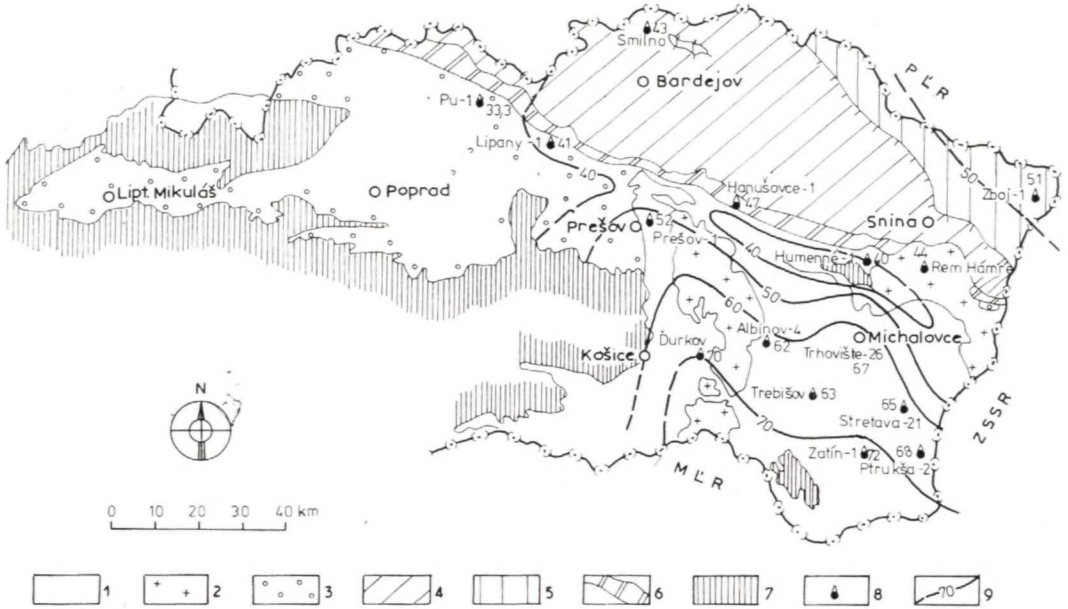 43
Smilno
Bardejov
PĽR
Pu-1
33,3
Lipany -1
41
40
50
51
Zboj-1
Lipt. Mikuláš
Poprad
Hanušovce-1
47
Snina
Prešov
52
Prešov-1
40
Humenné-1
40
44
Rem. Hámre
50
60
Albinov-4
62
Michalovce
Košice
Ďurkov
70
Trhovište-26
67
N
Trebišov
63
65
Stretava-21
ZSSR
70
Zatín-1
72
68
Ptrukša-2
MĽR
0 10 20 30 40 km
1 2 3 4 5 6 7 8 70 9